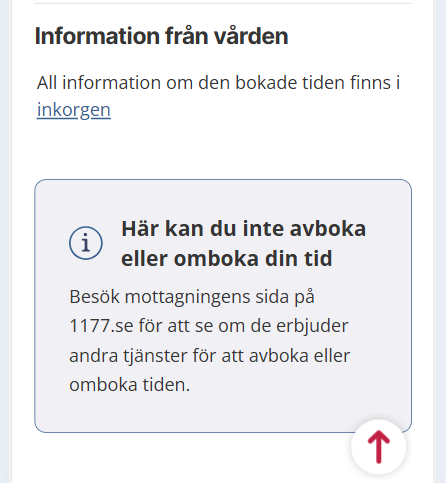 Information från vården
All information om den bokade tiden finns i
inkorgen
Här kan du inte avboka
eller omboka din tid
Besök mottagningens sida på
1177.se för att se om de erbjuder
andra tjänster för att avboka eller
omboka tiden.